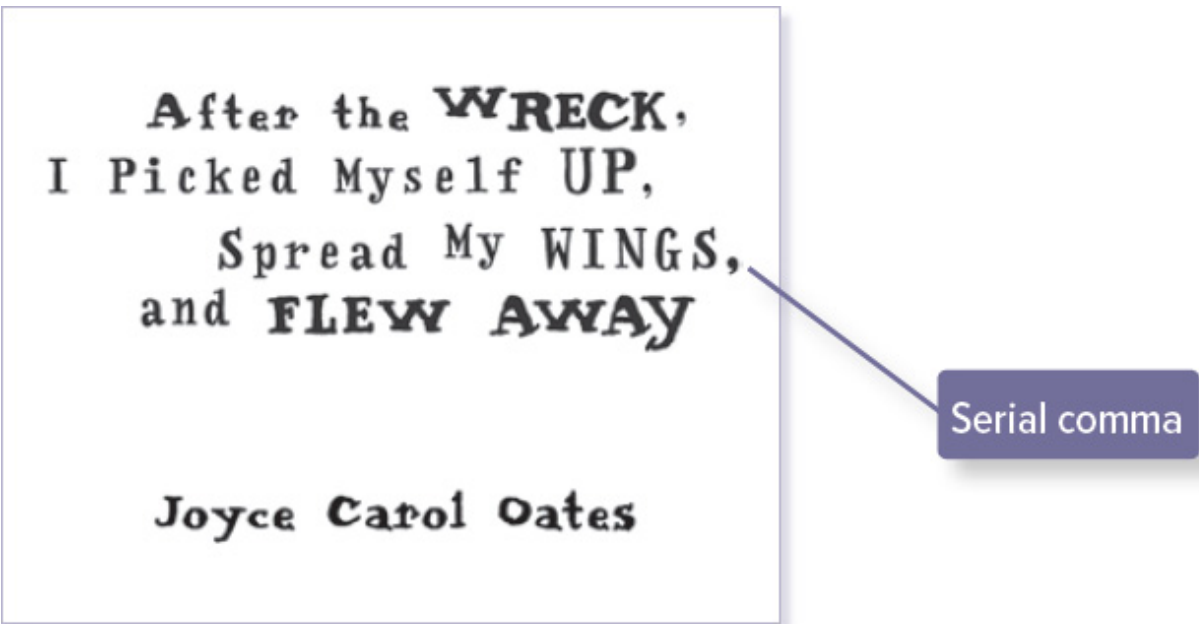 After the WRECK,
I Picked Myself UP,
Spread My WINGS,
and FLEW AWAY
Serial comma
Joyce Carol Oates